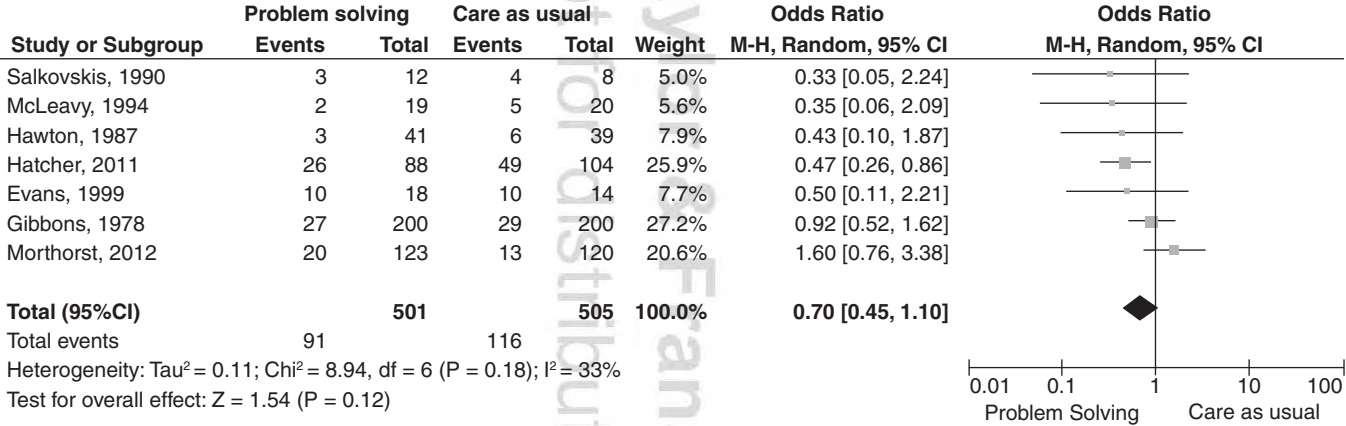 Problem solving Care as usual Odds Ratio Odds Ratio
Study or Subgroup Events Total Events Total Weight M-H, Random, 95% CI M-H, Random, 95% CI
Salkovskis, 1990 3 12 4 8 5.0% 0.33 [0.05, 2.24]
McLeavy, 1994 2 19 5 20 5.6% 0.35 [0.06, 2.09]
Hawton, 1987 3 41 6 39 7.9% 0.43 [0.10, 1.87]
Hatcher, 2011 26 88 49 104 25.9% 0.47 [0.26, 0.86]
Evans, 1999 10 18 10 14 7.7% 0.50 [0.11, 2.21]
Gibbons, 1978 27 200 29 200 27.2% 0.92 [0.52, 1.62]
Morthorst, 2012 20 123 13 120 20.6% 1.60 [0.76, 3.38]
Total (95%CI) 501 505 100.0% 0.70 [0.45, 1.10]
Total events 91 116
Heterogeneity: Tau² = 0.11; Chi² = 8.94, df = 6 (P = 0.18); I² = 33%
Test for overall effect: Z = 1.54 (P = 0.12)
0.01 0.1 1 10 100
Problem Solving Care as usual
for
&